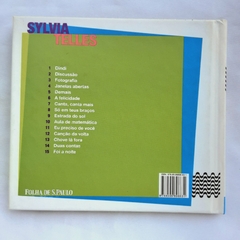 SYLVIA
TELLES
1 Dindi
2 Discussão
3 Fotografia
4 Janelas abertas
5 Demais
6 A felicidade
7 Canta, canta mais
8 Só em teus braços
9 Estrada do sol
10 Aula de matemática
11 Eu preciso de você
12 Canção da volta
13 Chove lá fora
14 Duas contas
15 Foi a noite
FOLHA DE S.PAULO